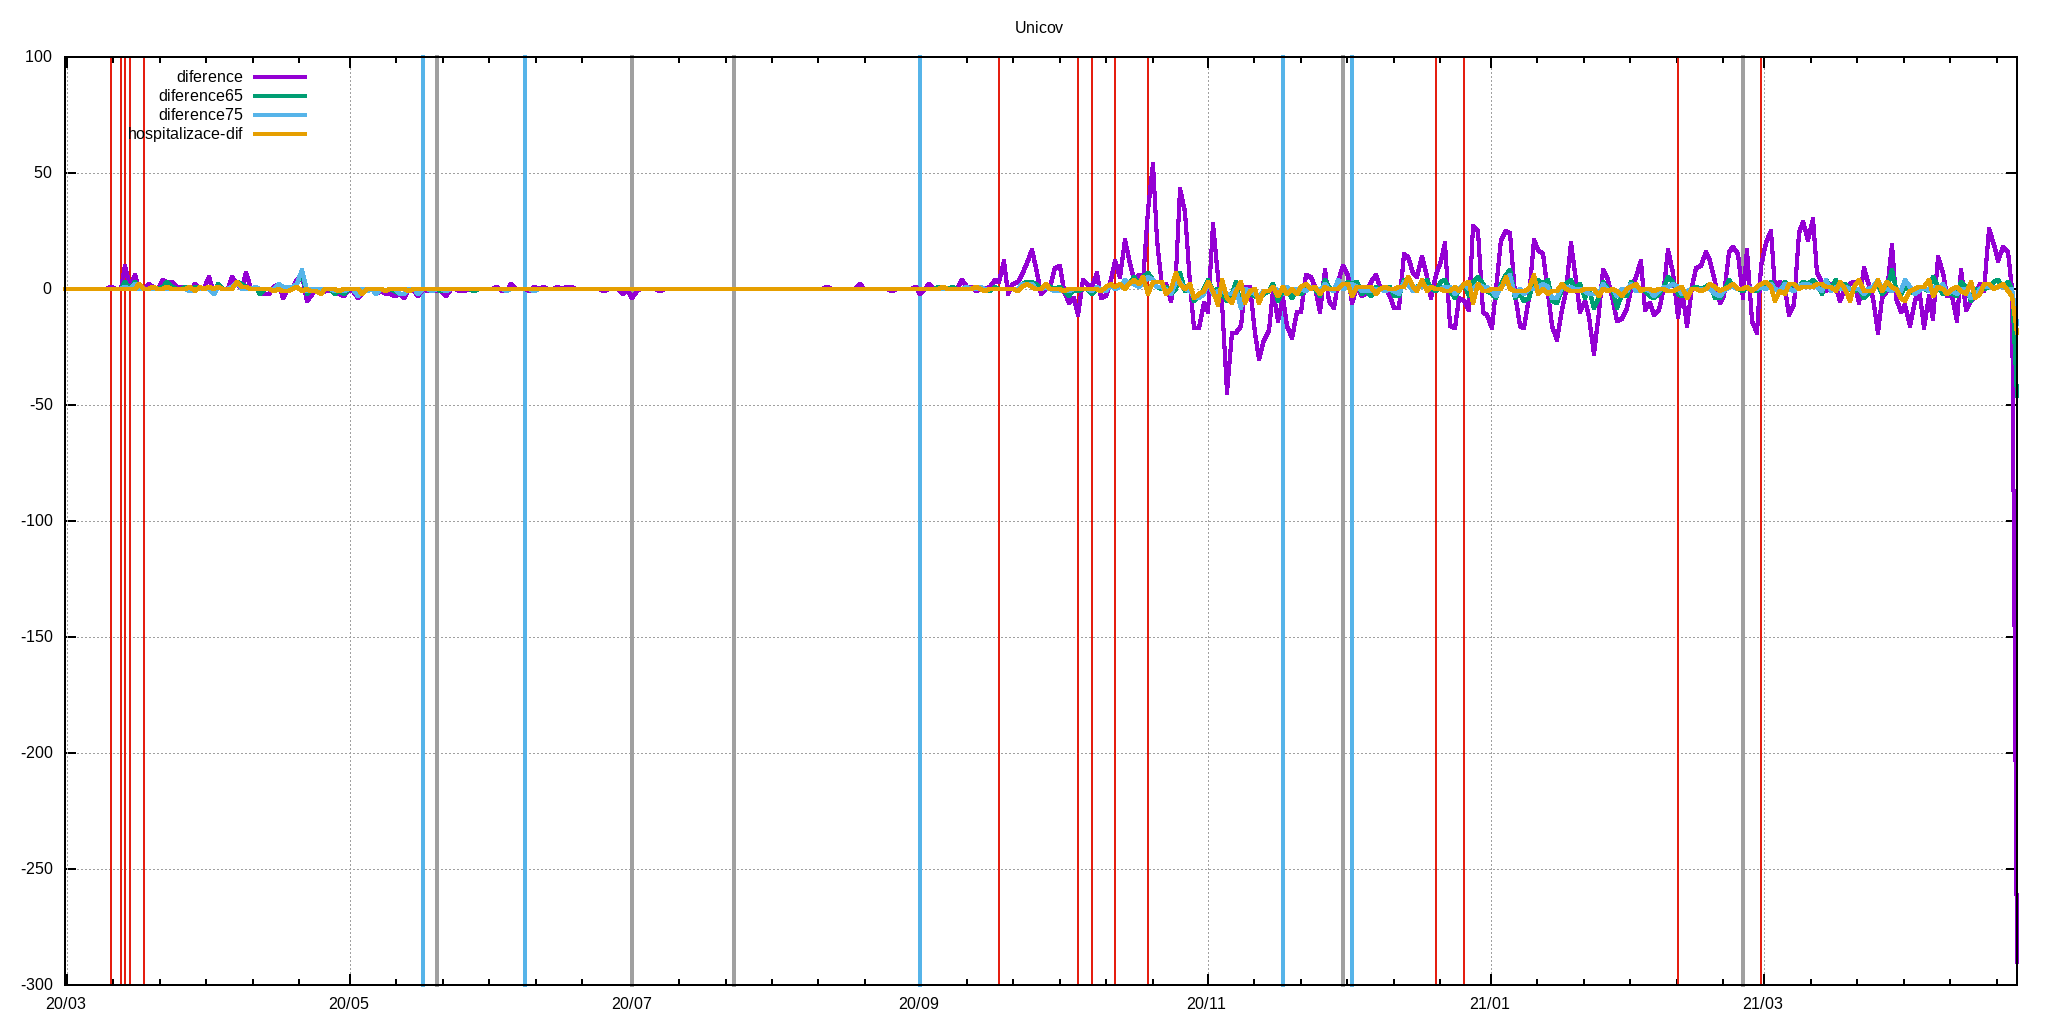 Unicov
100
50
0
-50
-100
-150
-200
-250
-300
diference
diference65
diference75
hospitalizace-dif
20/03 20/05 20/07 20/09 20/11 21/01 21/03